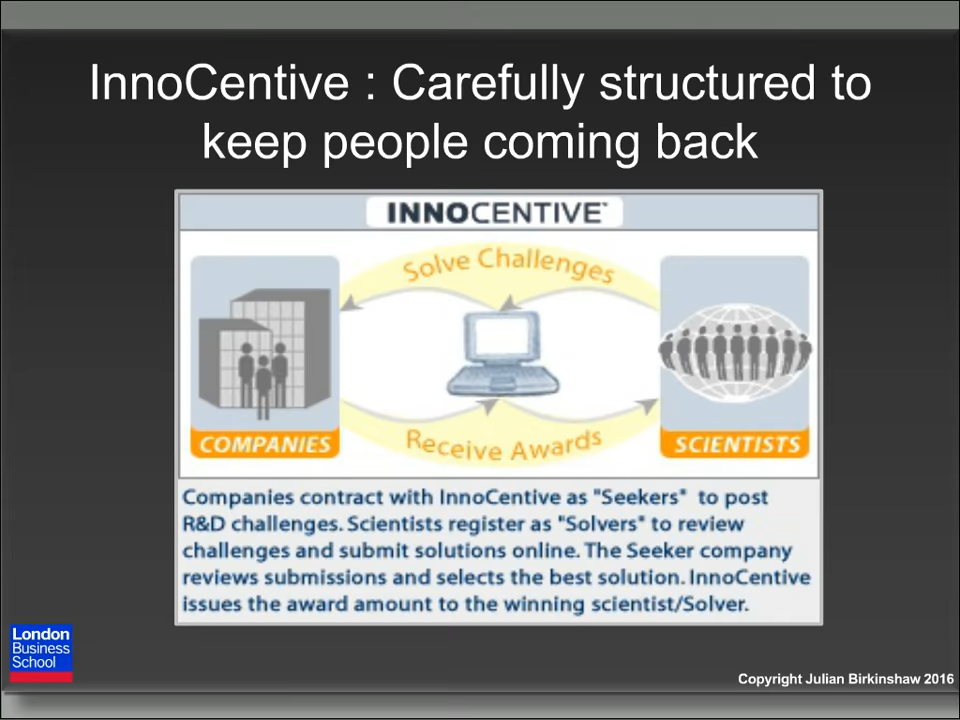 InnoCentive : Carefully structured to
keep people coming back
INNOCENTIVE™
Solve Challenges
COMPANIES
SCIENTISTS
Receive Awards
Companies contract with InnoCentive as "Seekers" to post
R&D challenges. Scientists register as "Solvers" to review
challenges and submit solutions online. The Seeker company
reviews submissions and selects the best solution. InnoCentive
issues the award amount to the winning scientist/Solver.
London
Business
School
Copyright Julian Birkinshaw 2016